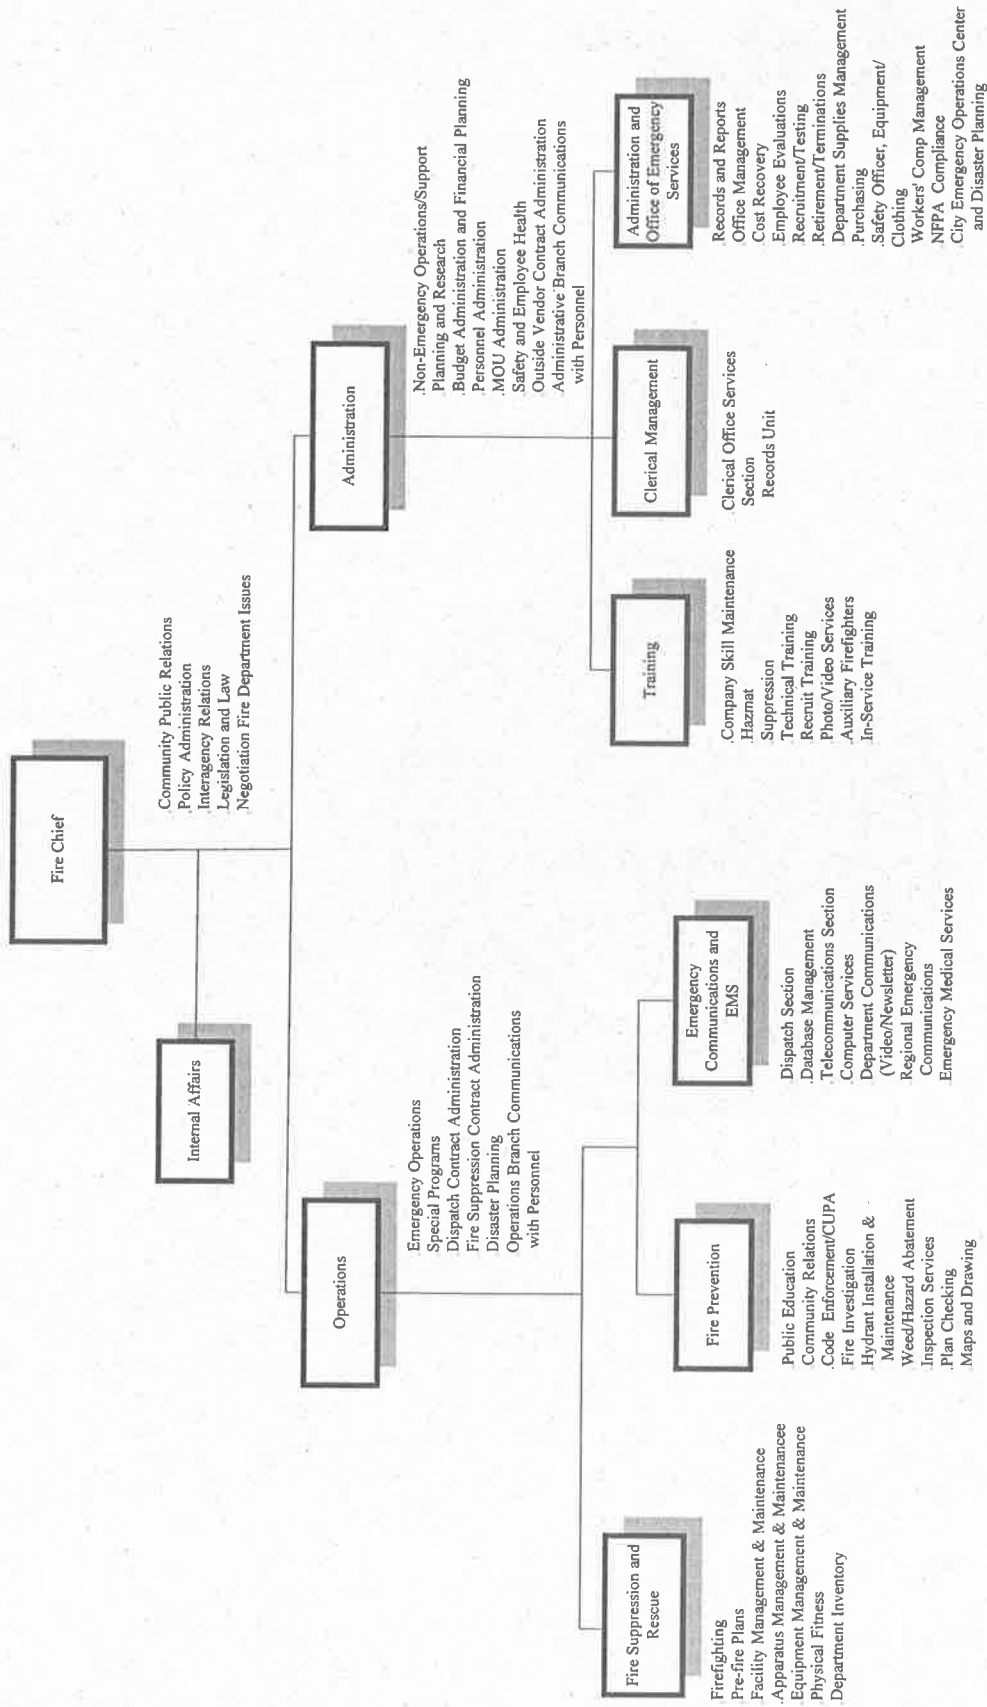 Fire Chief
.Community Public Relations
.Policy Administration
.Interagency Relations
.Legislation and Law
.Negotiation Fire Department Issues
Internal Affairs
Operations
.Emergency Operations
.Special Programs
.Dispatch Contract Administration
.Fire Suppression Contract Administration
.Disaster Planning
.Operations Branch Communications
with Personnel
Administration
.Non-Emergency Operations/Support
.Planning and Research
.Budget Administration and Financial Planning
.Personnel Administration
.MOU Administration
.Safety and Employee Health
.Outside Vendor Contract Administration
.Administrative Branch Communications
with Personnel
Fire Suppression and
Rescue
.Firefighting
.Pre-fire Plans
.Facility Management & Maintenance
.Apparatus Management & Maintenancee
.Equipment Management & Maintenance
.Physical Fitness
.Department Inventory
Fire Prevention
.Public Education
.Community Relations
.Code Enforcement/CUPA
.Fire Investigation
.Hydrant Installation &
Maintenance
.Weed/Hazard Abatement
.Inspection Services
.Plan Checking
.Maps and Drawing
Emergency
Communications and
EMS
.Dispatch Section
.Database Management
.Telecommunications Section
.Computer Services
.Department Communications
(Video/Newsletter)
.Regional Emergency
Communications
.Emergency Medical Services
Training
.Company Skill Maintenance
.Hazmat
.Suppression
.Technical Training
.Recruit Training
.Photo/Video Services
.Auxiliary Firefighters
.In-Service Training
Clerical Management
.Clerical Office Services
Section
Records Unit
Administration and
Office of Emergency
Services
.Records and Reports
.Office Management
.Cost Recovery
.Employee Evaluations
.Recruitment/Testing
.Retirement/Terminations
.Department Supplies Management
.Purchasing
.Safety Officer, Equipment/
Clothing
.Workers' Comp Management
.NFPA Compliance
.City Emergency Operations Center
and Disaster Planning